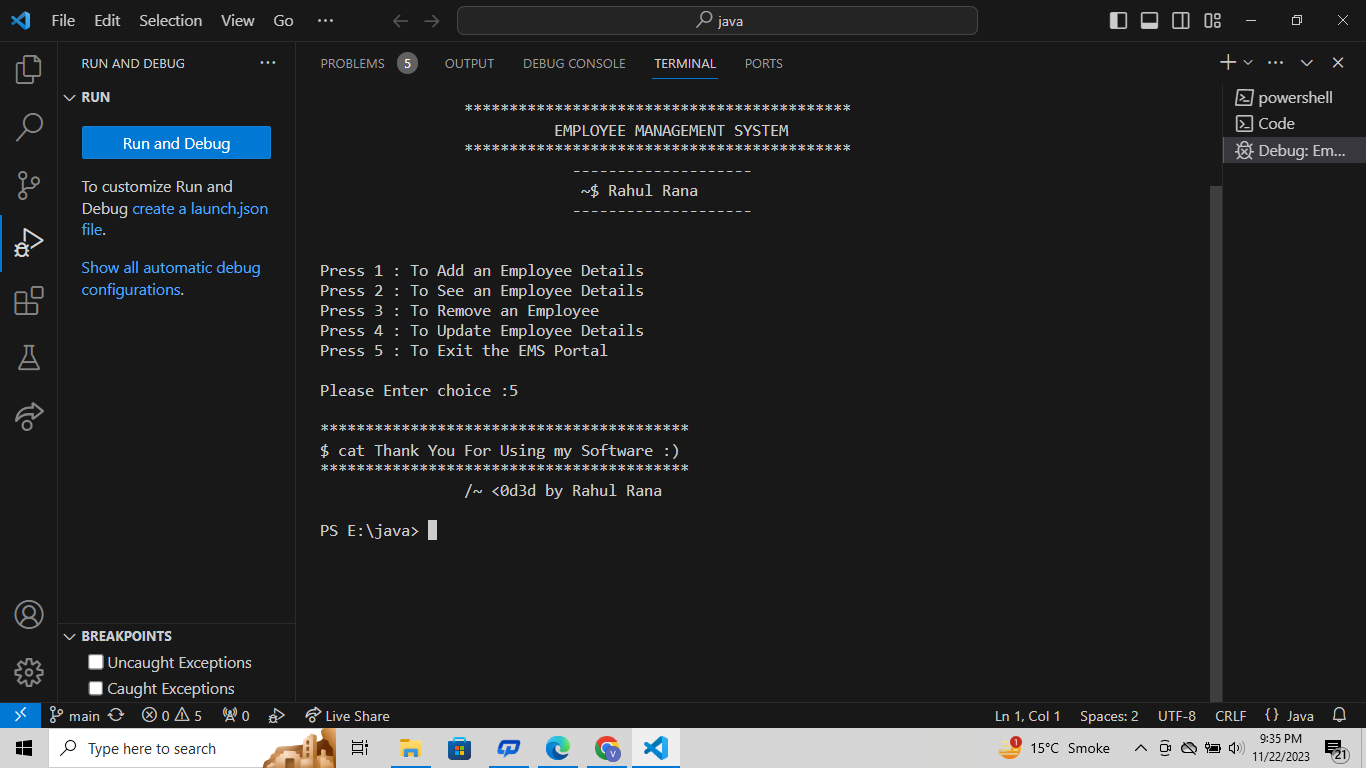 File Edit Selection View Go ···
java
RUN AND DEBUG ···
RUN
Run and Debug
To customize Run and
Debug create a launch.json
file.
Show all automatic debug
configurations.
BREAKPOINTS
Uncaught Exceptions
Caught Exceptions
PROBLEMS 5 OUTPUT DEBUG CONSOLE TERMINAL PORTS
*******************************************
EMPLOYEE MANAGEMENT SYSTEM
*******************************************
--------------------
~$ Rahul Rana
--------------------
Press 1 : To Add an Employee Details
Press 2 : To See an Employee Details
Press 3 : To Remove an Employee
Press 4 : To Update Employee Details
Press 5 : To Exit the EMS Portal
Please Enter choice :5
*****************************************
$ cat Thank You For Using my Software :)
*****************************************
/~ <0d3d by Rahul Rana
PS E:\java>
powershell
Code
Debug: Em...
main 0 5 0 Live Share Ln 1, Col 1 Spaces: 2 UTF-8 CRLF {} Java
Type here to search V 1 15°C Smoke 9:35 PM
11/22/2023 21